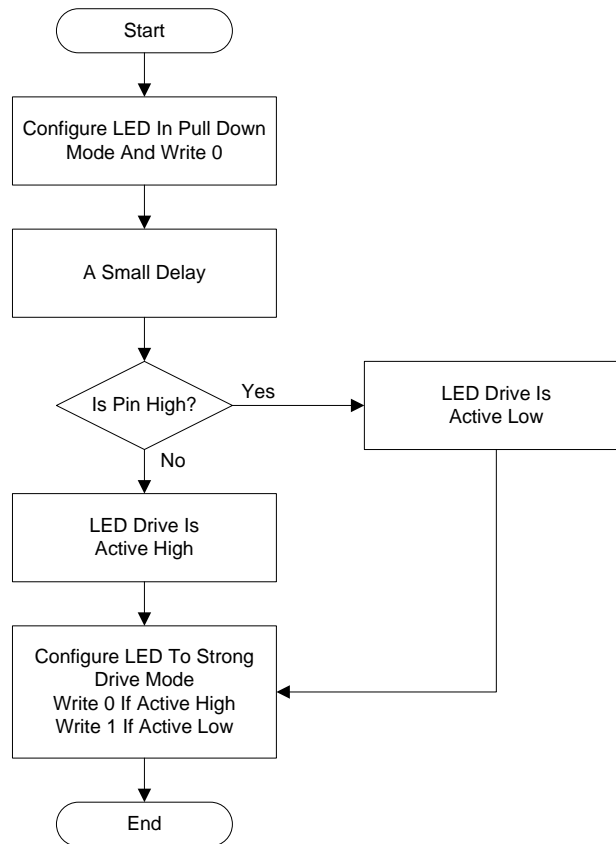 Start
Configure LED In Pull Down
Mode And Write 0
A Small Delay
Is Pin High?
Yes
LED Drive Is
Active Low
No
LED Drive Is
Active High
Configure LED To Strong
Drive Mode
Write 0 If Active High
Write 1 If Active Low
End